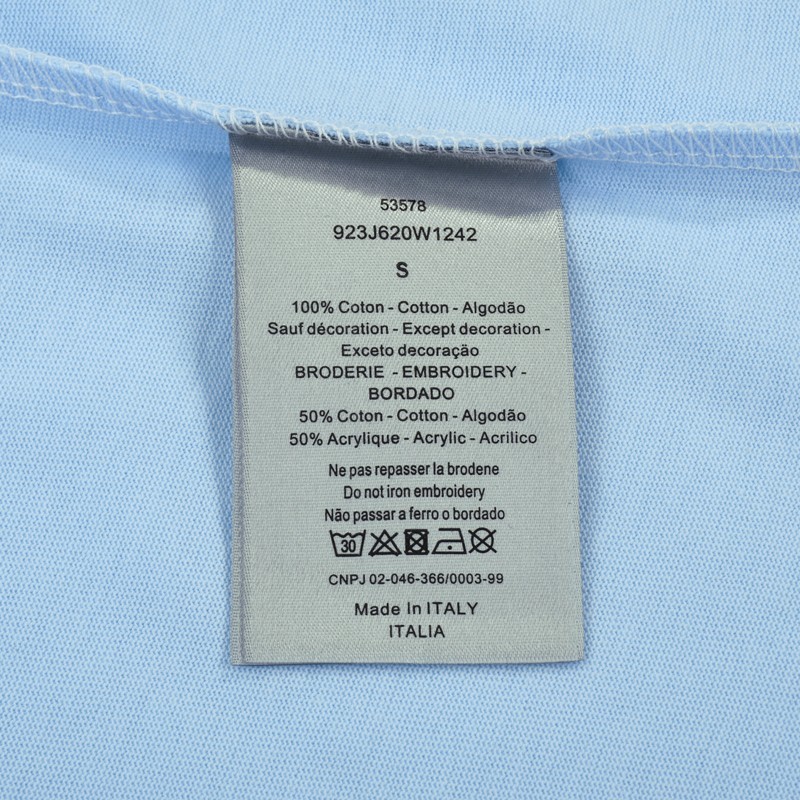 53578
923J620W1242
S
100% Coton - Cotton - Algodão
Sauf décoration - Except decoration -
Exceto decoração
BRODERIE - EMBROIDERY -
BORDADO
50% Coton - Cotton - Algodão
50% Acrylique - Acrylic - Acrilico
Ne pas repasser la brodene
Do not iron embroidery
Não passar a ferro o bordado
30
CNPJ 02-046-366/0003-99
Made In ITALY
ITALIA